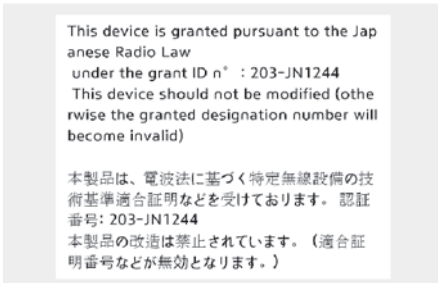 This device is granted pursuant to the Jap
anese Radio Law
under the grant ID n° : 203-JN1244
This device should not be modified (othe
rwise the granted designation number will
become invalid)
本製品は、電波法に基づく特定無線設備の技
術基準適合証明などを受けております。 認証
番号: 203-JN1244
本製品の改造は禁止されています。（適合証
明番号などが無効となります。）